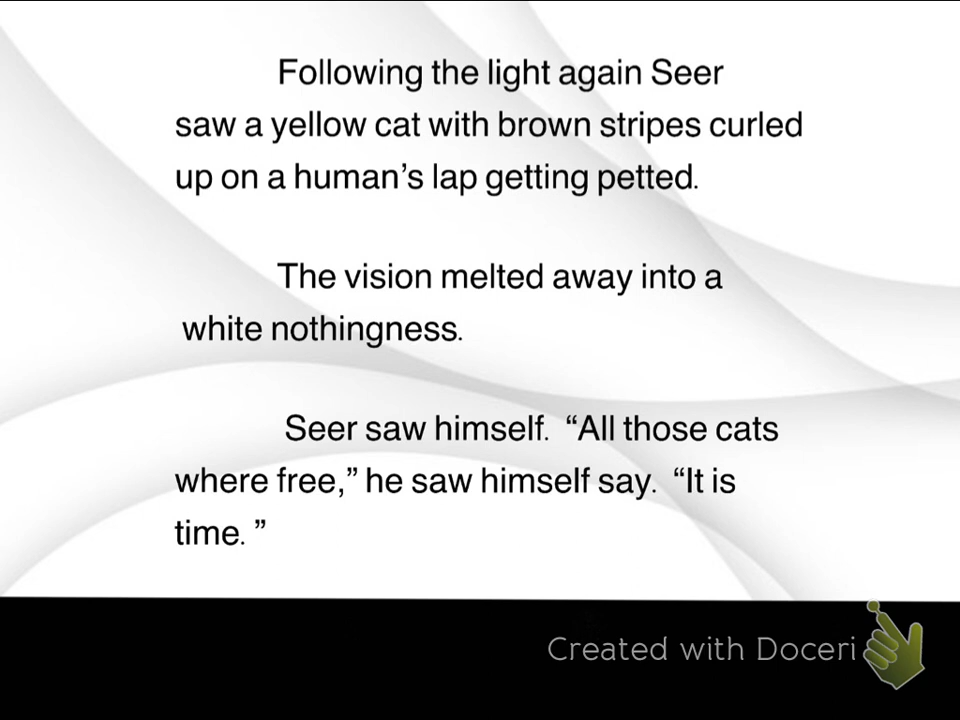 Following the light again Seer
saw a yellow cat with brown stripes curled
up on a human’s lap getting petted.
The vision melted away into a
white nothingness.
Seer saw himself.  “All those cats
where free,” he saw himself say.  “It is
time. ”
Created with Doceri